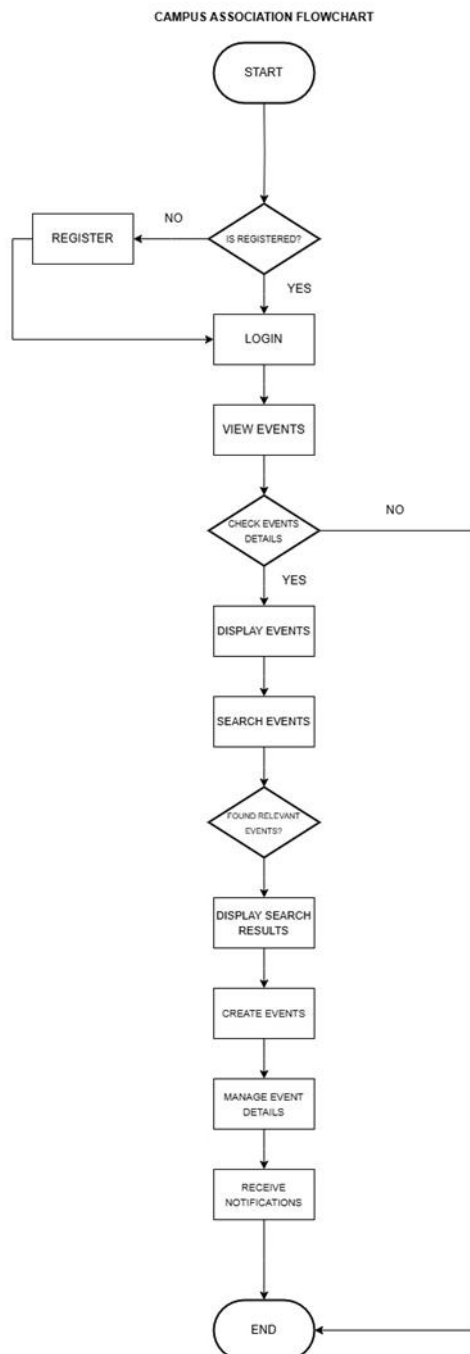 CAMPUS ASSOCIATION FLOWCHART
START
IS REGISTERED?
NO
REGISTER
YES
LOGIN
VIEW EVENTS
CHECK EVENTS
DETAILS
NO
YES
DISPLAY EVENTS
SEARCH EVENTS
FOUND RELEVANT
EVENTS?
DISPLAY SEARCH
RESULTS
CREATE EVENTS
MANAGE EVENT
DETAILS
RECEIVE
NOTIFICATIONS
END